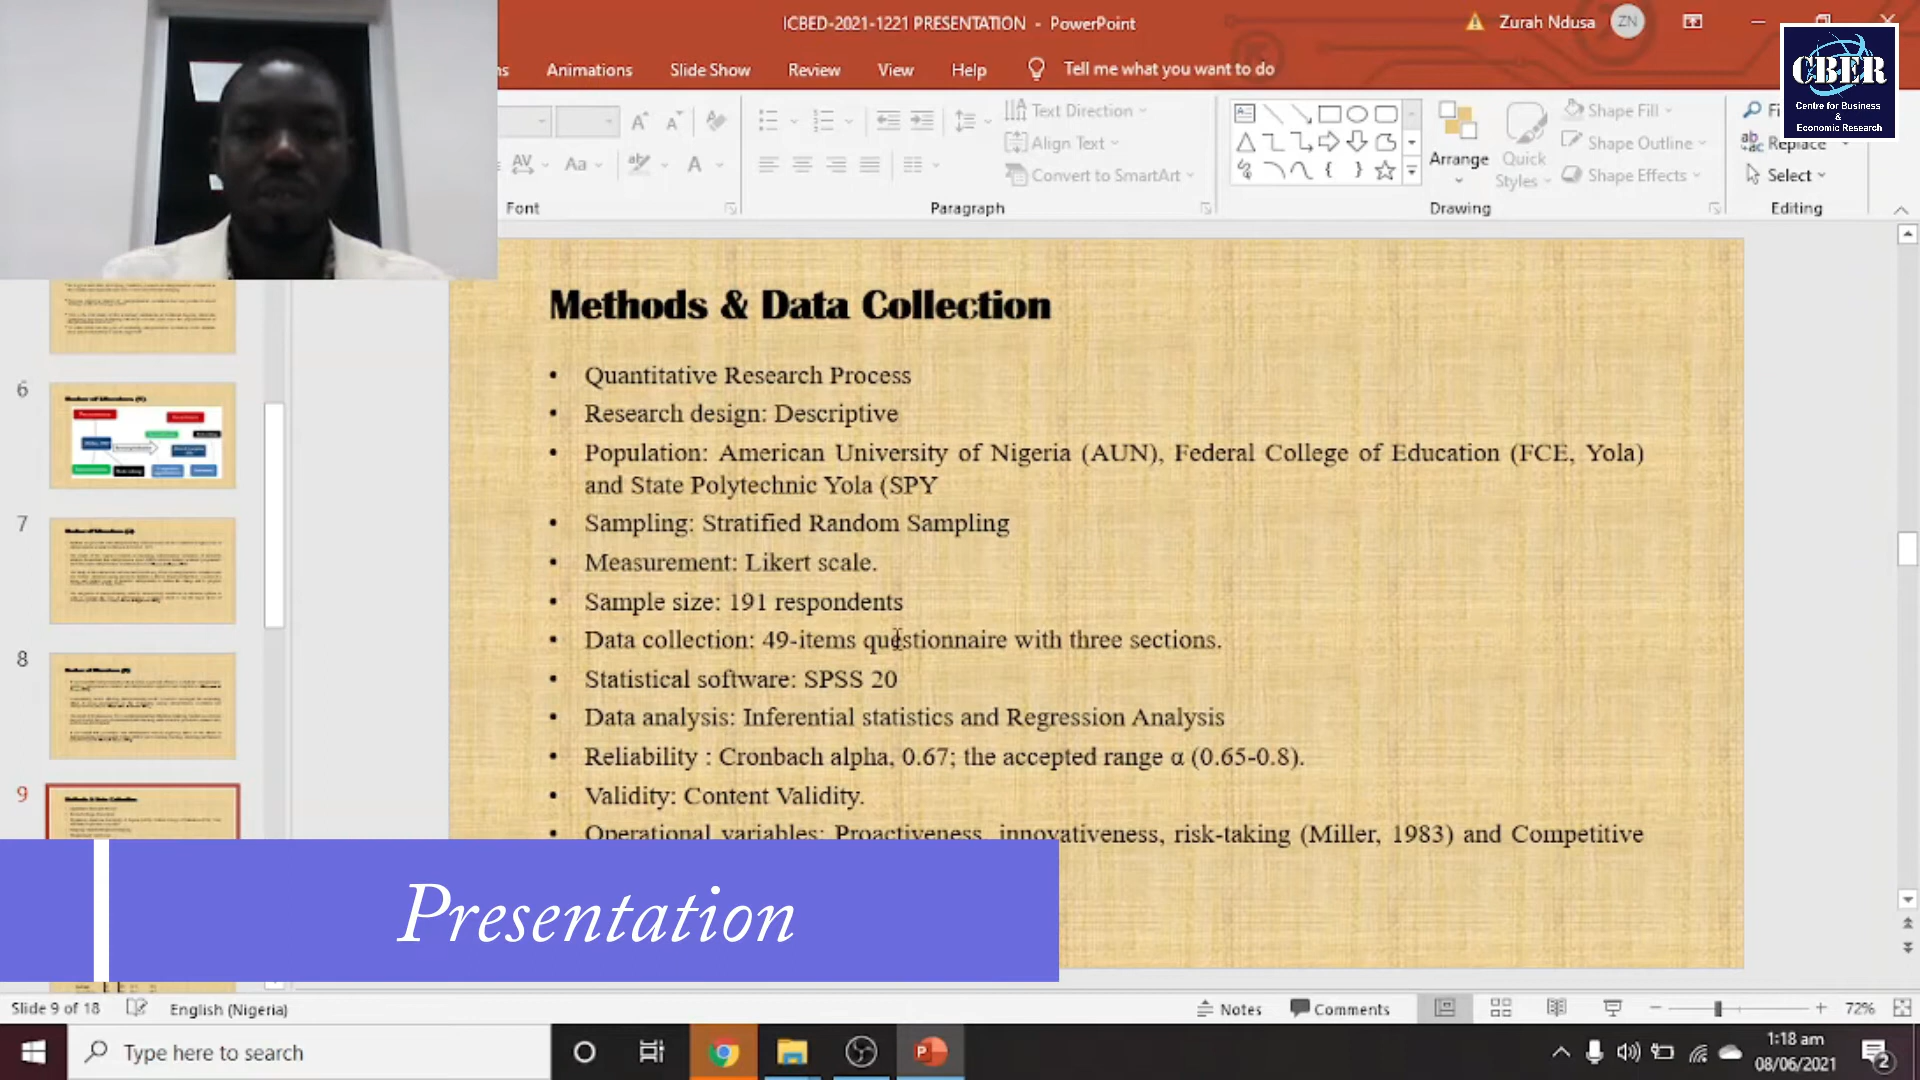 ICBED-2021-1221 PRESENTATION - PowerPoint
Zurah Ndusa
ZN
Animations
Slide Show
Review
View
Help
Tell me what you want to do
CBER
Centre for Business
&
Economic Research
Text Direction
Align Text
Convert to SmartArt
Aa
A
AV
Font
Paragraph
Arrange
Quick
Styles
Shape Fill
Shape Outline
Shape Effects
Drawing
Replace
Select
Editing
6
7
8
9
Methods & Data Collection
• Quantitative Research Process
• Research design: Descriptive
• Population: American University of Nigeria (AUN), Federal College of Education (FCE, Yola)
and State Polytechnic Yola (SPY
• Sampling: Stratified Random Sampling
• Measurement: Likert scale.
• Sample size: 191 respondents
• Data collection: 49-items questionnaire with three sections.
• Statistical software: SPSS 20
• Data analysis: Inferential statistics and Regression Analysis
• Reliability : Cronbach alpha, 0.67; the accepted range α (0.65-0.8).
• Validity: Content Validity.
• Operational variables: Proactiveness, innovativeness, risk-taking (Miller, 1983) and Competitive
Presentation
Slide 9 of 18
English (Nigeria)
Notes
Comments
72%
Type here to search
1:18 am
08/06/2021
2